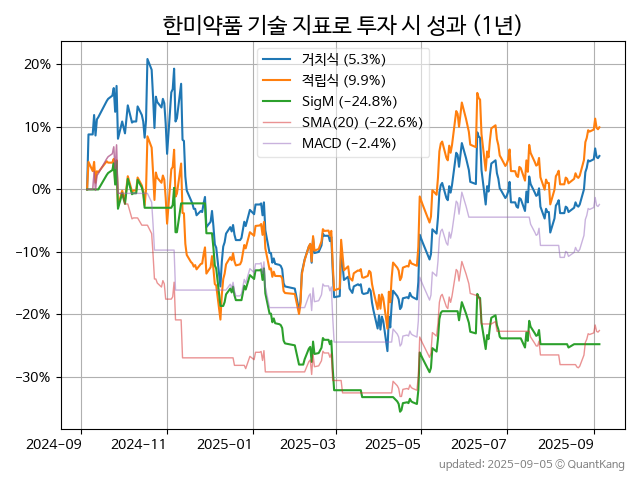 한미약품 기술 지표로 투자 시 성과 (1년)
거치식 (5.3%)
적립식 (9.9%)
SigM (−24.8%)
SMA(20) (−22.6%)
MACD (−2.4%)
20%
10%
0%
−10%
−20%
−30%
2024-09 2024-11 2025-01 2025-03 2025-05 2025-07 2025-09
updated: 2025-09-05 © QuantKang